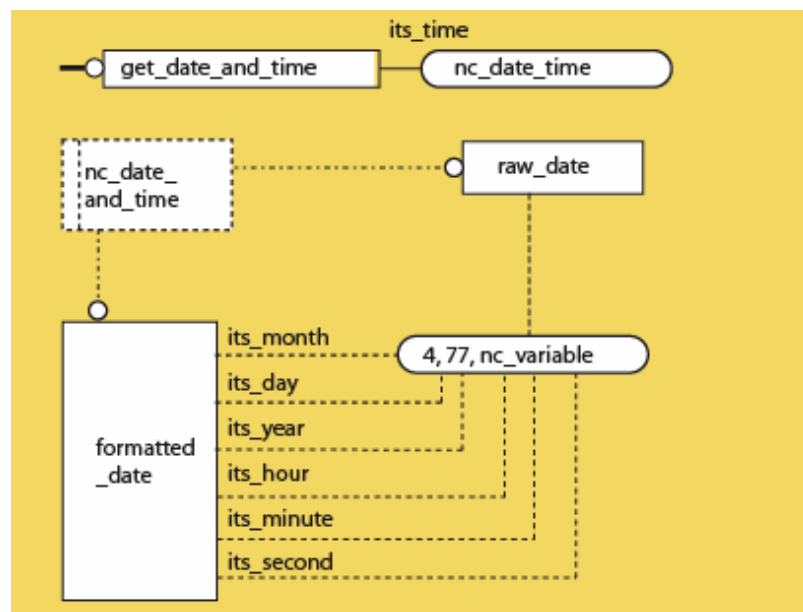 its_time
get_date_and_time
nc_date_time
nc_date_
and_time
raw_date
its_month
4, 77, nc_variable
its_day
its_year
formatted
_date
its_hour
its_minute
its_second